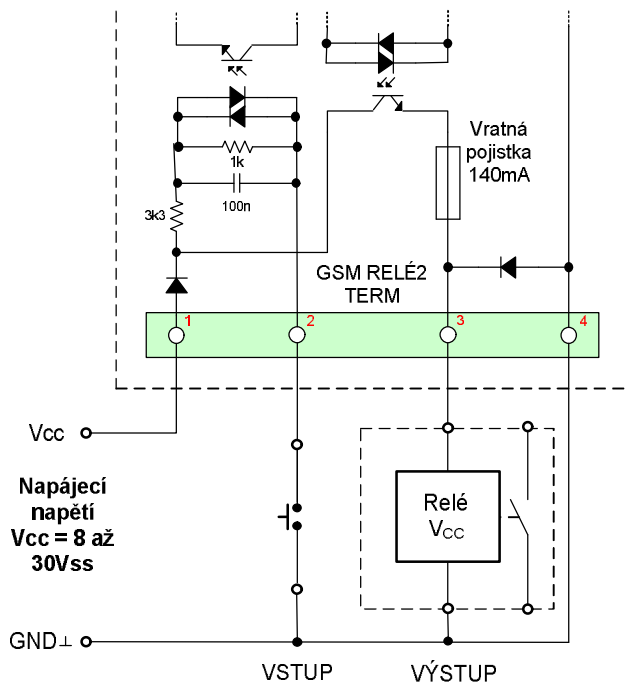 1k
100n
3k3
Vratná
pojistka
140mA
GSM RELÉ2
TERM
1
2
3
4
Vcc
Napájecí
napětí
Vcc = 8 až
30Vss
Relé
VCC
GND
VSTUP
VÝSTUP